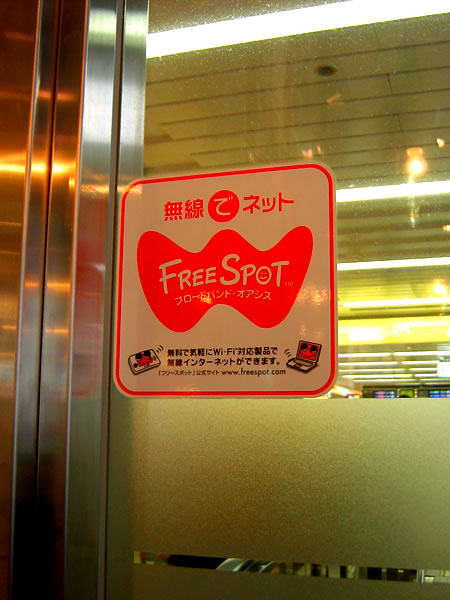 無線でネット
FREE SPOT TM
ブロードバンド・オアシス
無料で気軽にWi-Fi対応製品で
無線インターネットができます。
「フリースポット」公式サイト www.freespot.com